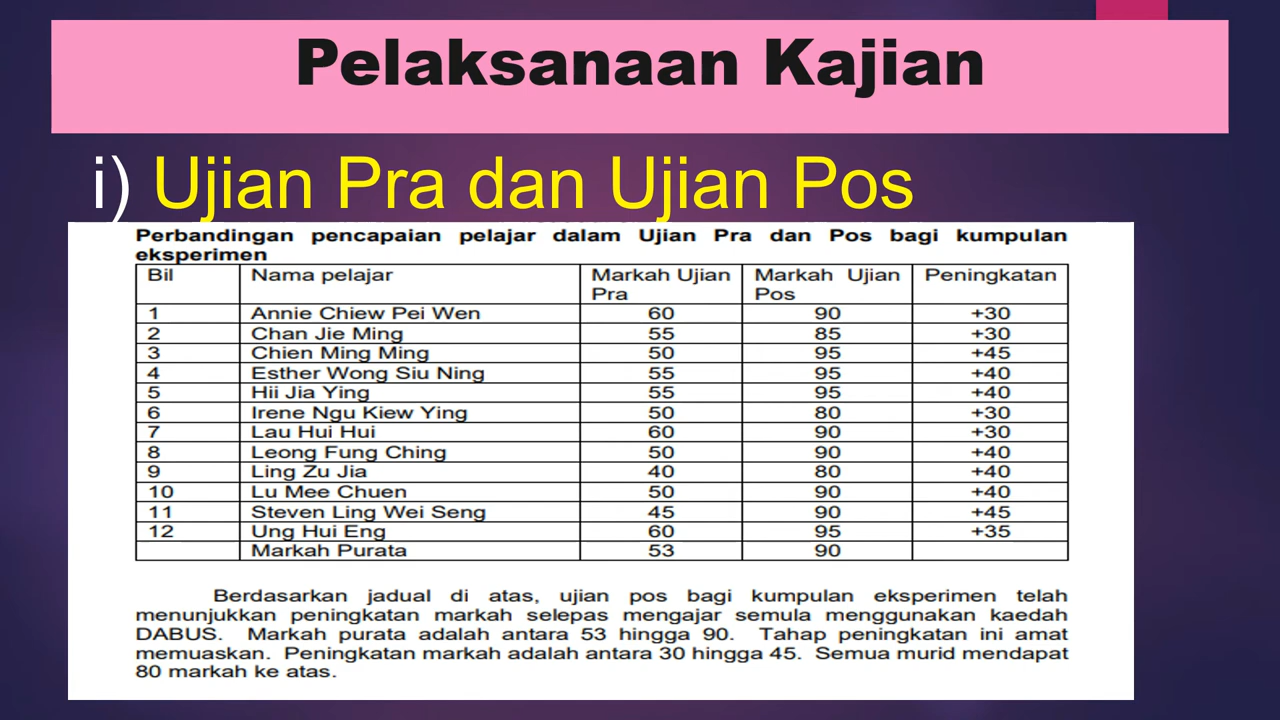 Pelaksanaan Kajian
i) Ujian Pra dan Ujian Pos
Perbandingan pencapaian pelajar dalam Ujian Pra dan Pos bagi kumpulan
eksperimen
Bil Nama pelajar Markah Ujian Pra Markah Ujian Pos Peningkatan
1 Annie Chiew Pei Wen 60 90 +30
2 Chan Jie Ming 55 85 +30
3 Chien Ming Ming 50 95 +45
4 Esther Wong Siu Ning 55 95 +40
5 Hii Jia Ying 55 95 +40
6 Irene Ngu Kiew Ying 50 80 +30
7 Lau Hui Hui 60 90 +30
8 Leong Fung Ching 50 90 +40
9 Ling Zu Jia 40 80 +40
10 Lu Mee Chuen 50 90 +40
11 Steven Ling Wei Seng 45 90 +45
12 Ung Hui Eng 60 95 +35
Markah Purata 53 90
Berdasarkan jadual di atas, ujian pos bagi kumpulan eksperimen telah
menunjukkan peningkatan markah selepas mengajar semula menggunakan kaedah
DABUS. Markah purata adalah antara 53 hingga 90. Tahap peningkatan ini amat
memuaskan. Peningkatan markah adalah antara 30 hingga 45. Semua murid mendapat
80 markah ke atas.